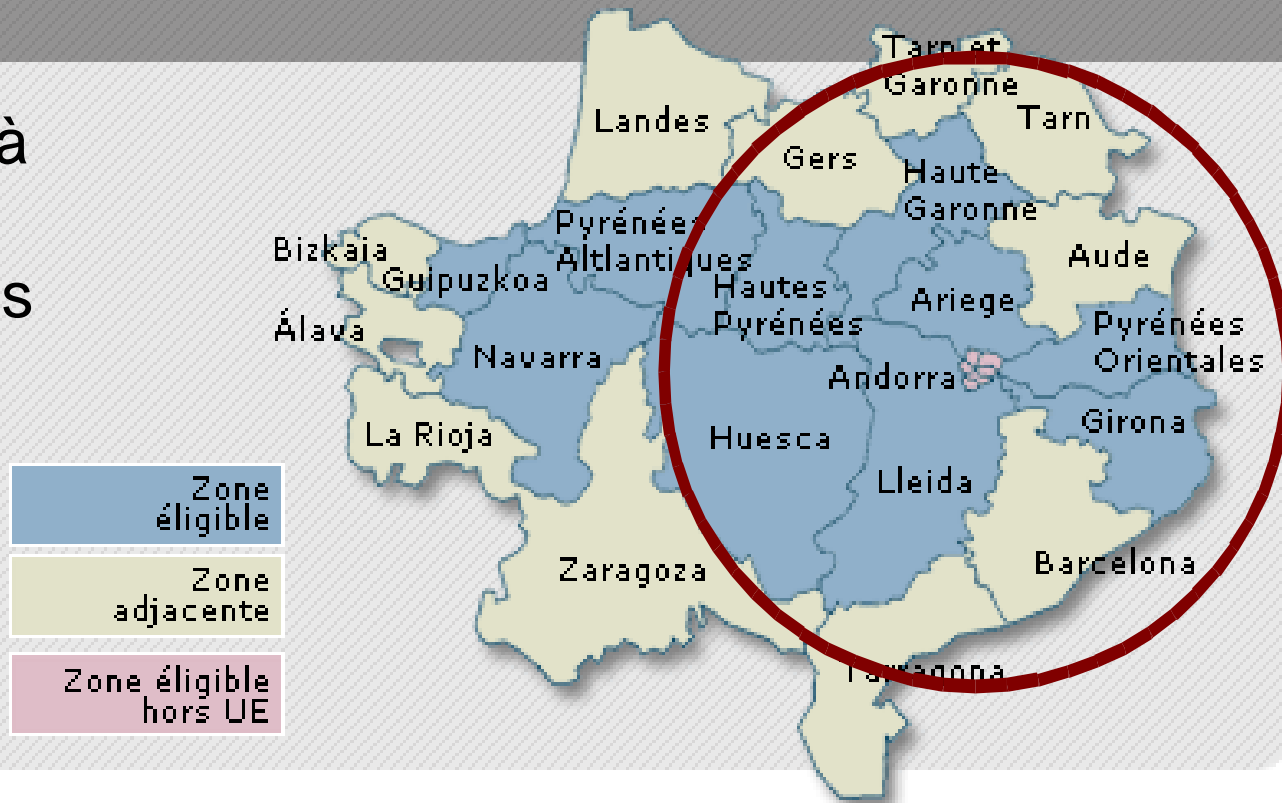 à
s
Tarn et
Garonne
Tarn
Landes
Gers
Haute
Garonne
Pyrénées
Altlantiques
Bizkaia
Guipuzkoa
Aude
Hautes
Pyrénées
Ariege
Pyrénées
Orientales
Álava
Navarra
Andorra
La Rioja
Huesca
Girona
Lleida
Zaragoza
Barcelona
Tarragona
Zone
éligible
Zone
adjacente
Zone éligible
hors UE